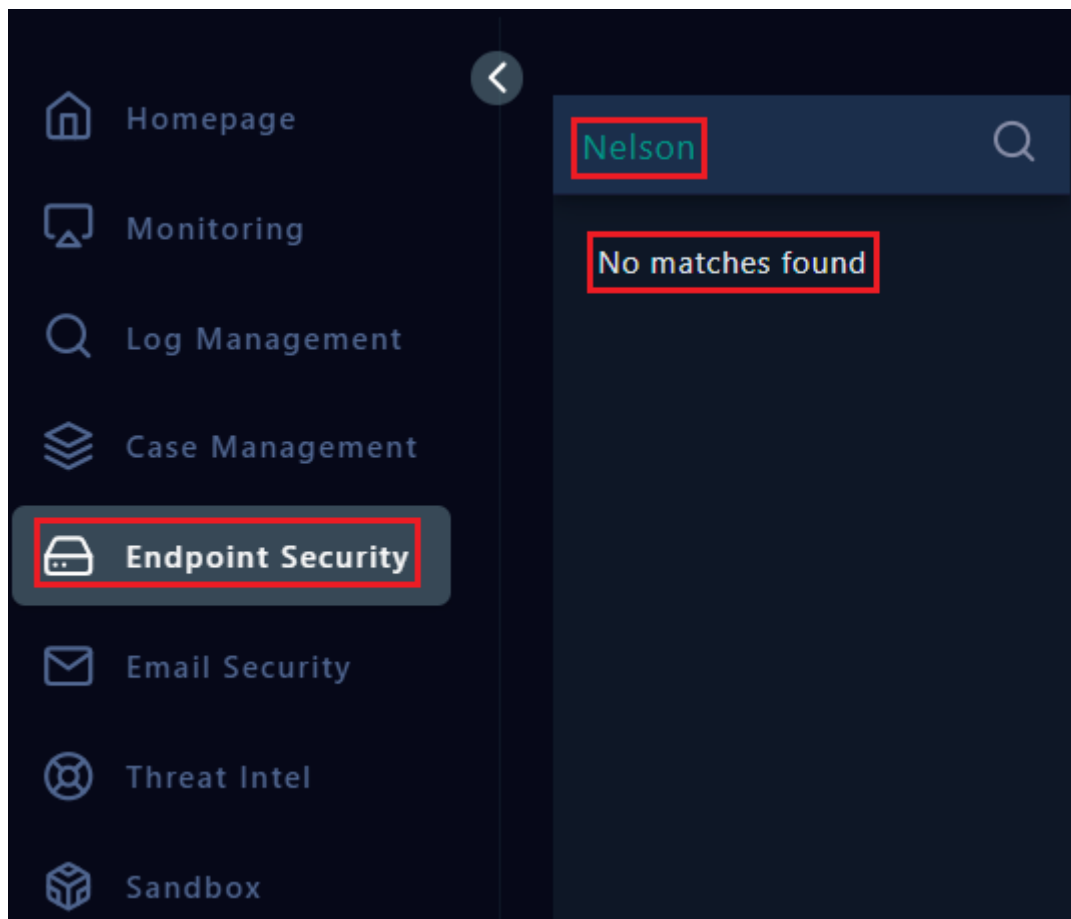 Homepage
Monitoring
Log Management
Case Management
Endpoint Security
Email Security
Threat Intel
Sandbox
Nelson
No matches found